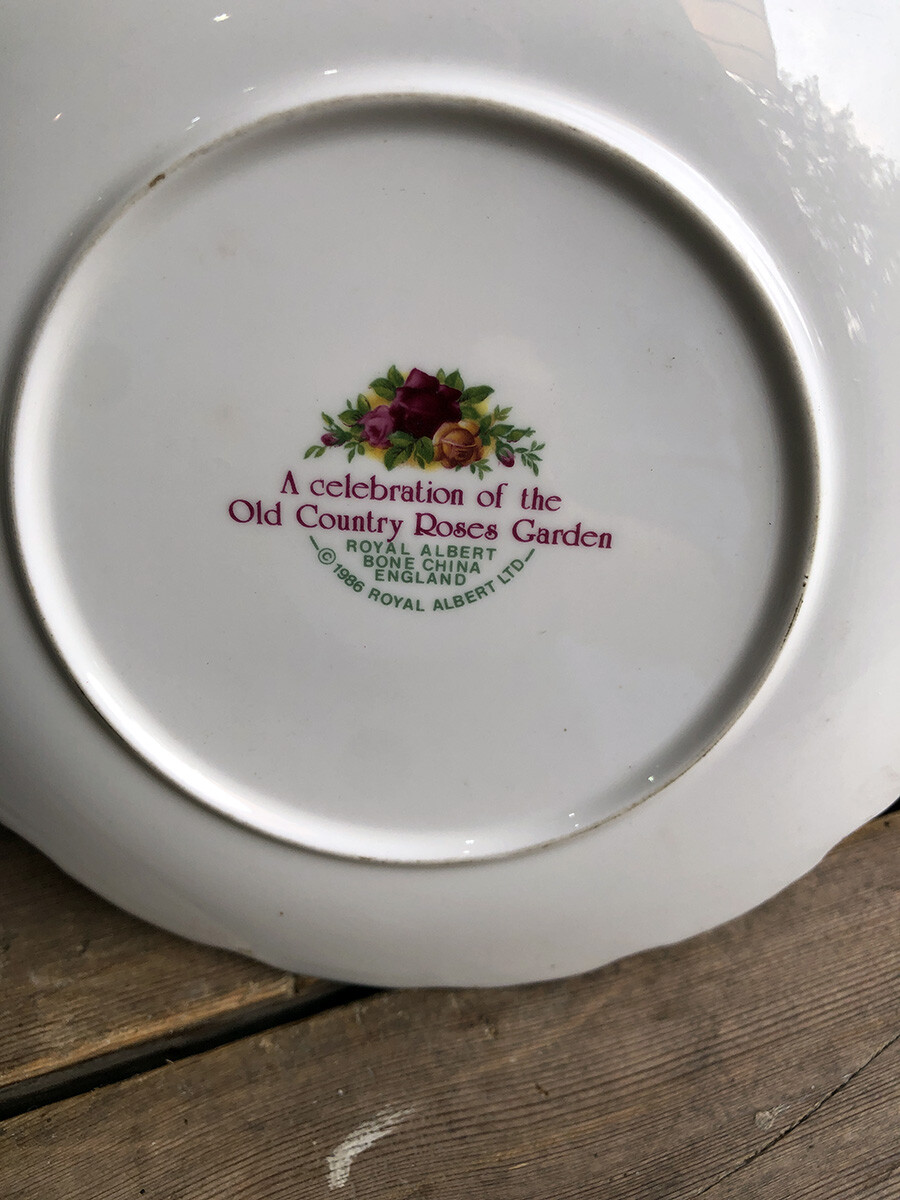 A celebration of the
Old Country Roses Garden
ROYAL ALBERT
BONE CHINA
ENGLAND
© 1986 ROYAL ALBERT LTD